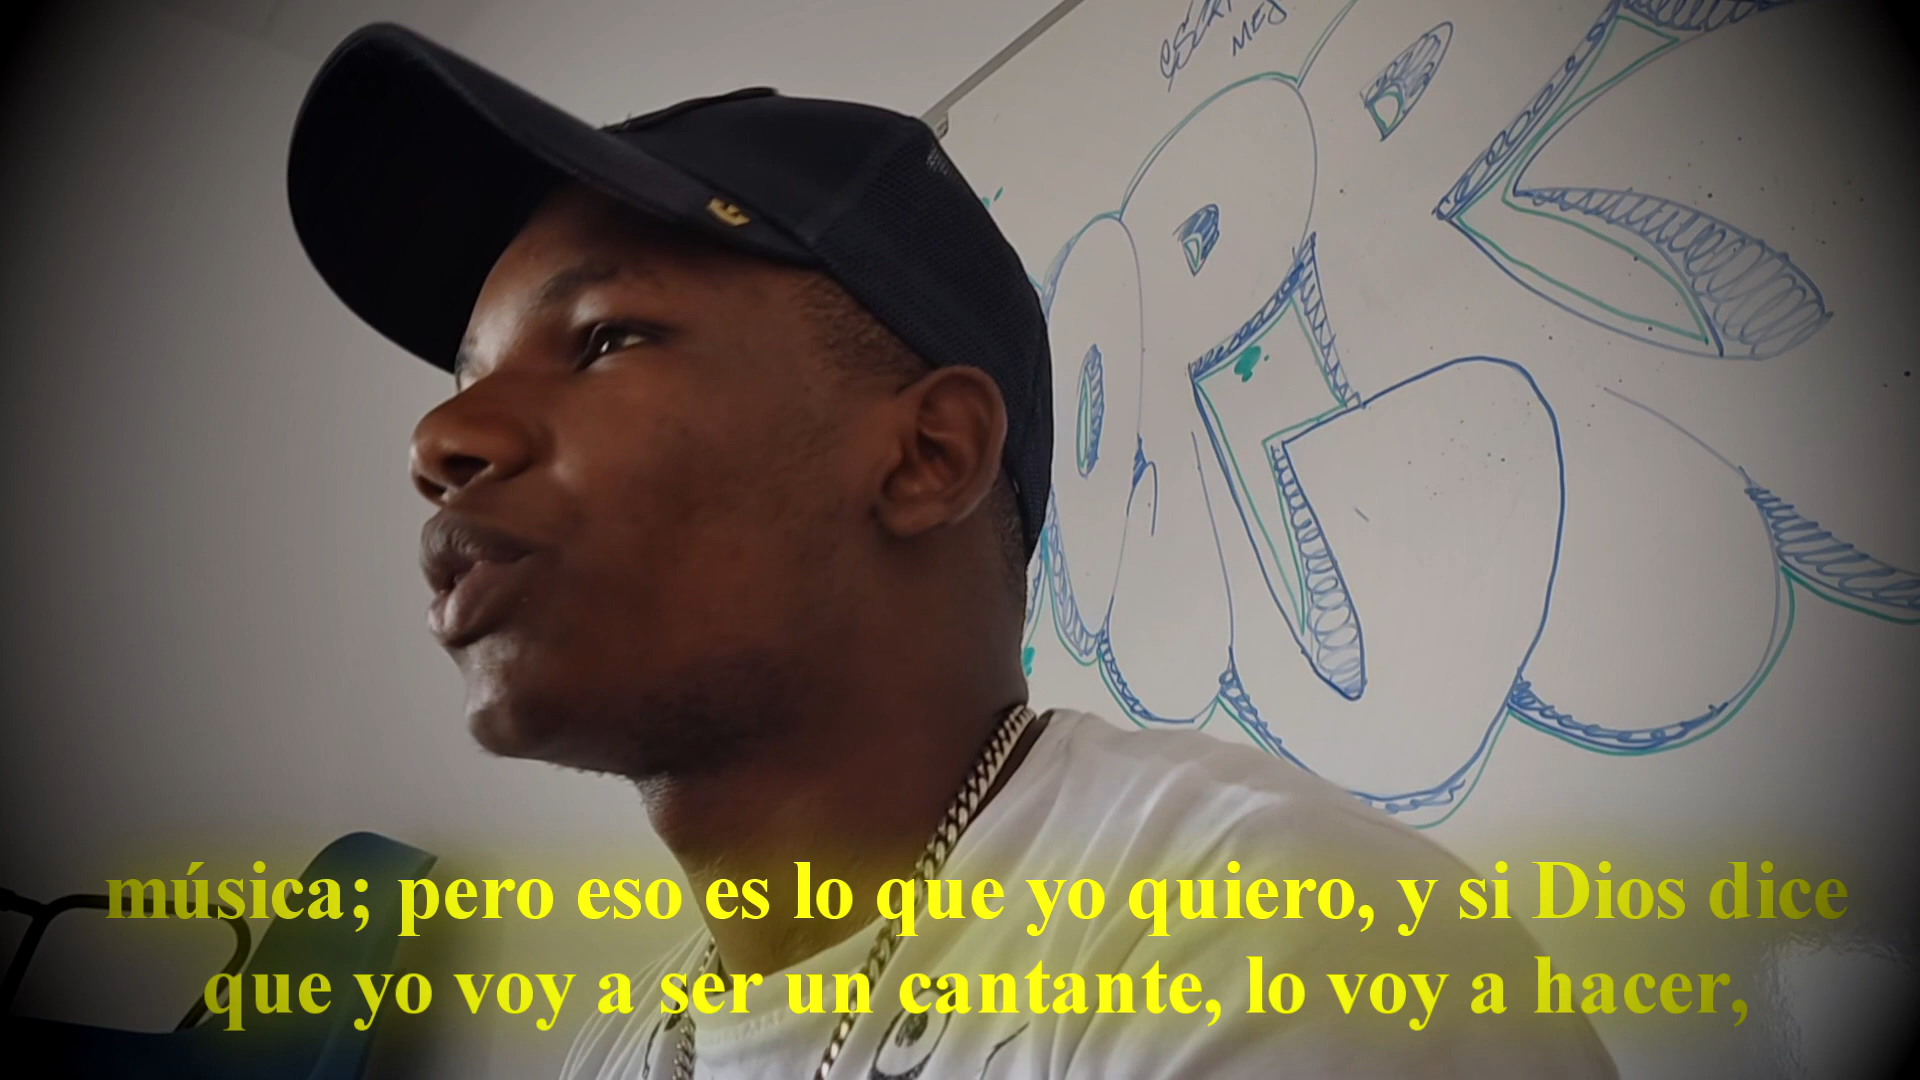 música; pero eso es lo que yo quiero, y si Dios dice
que yo voy a ser un cantante, lo voy a hacer,